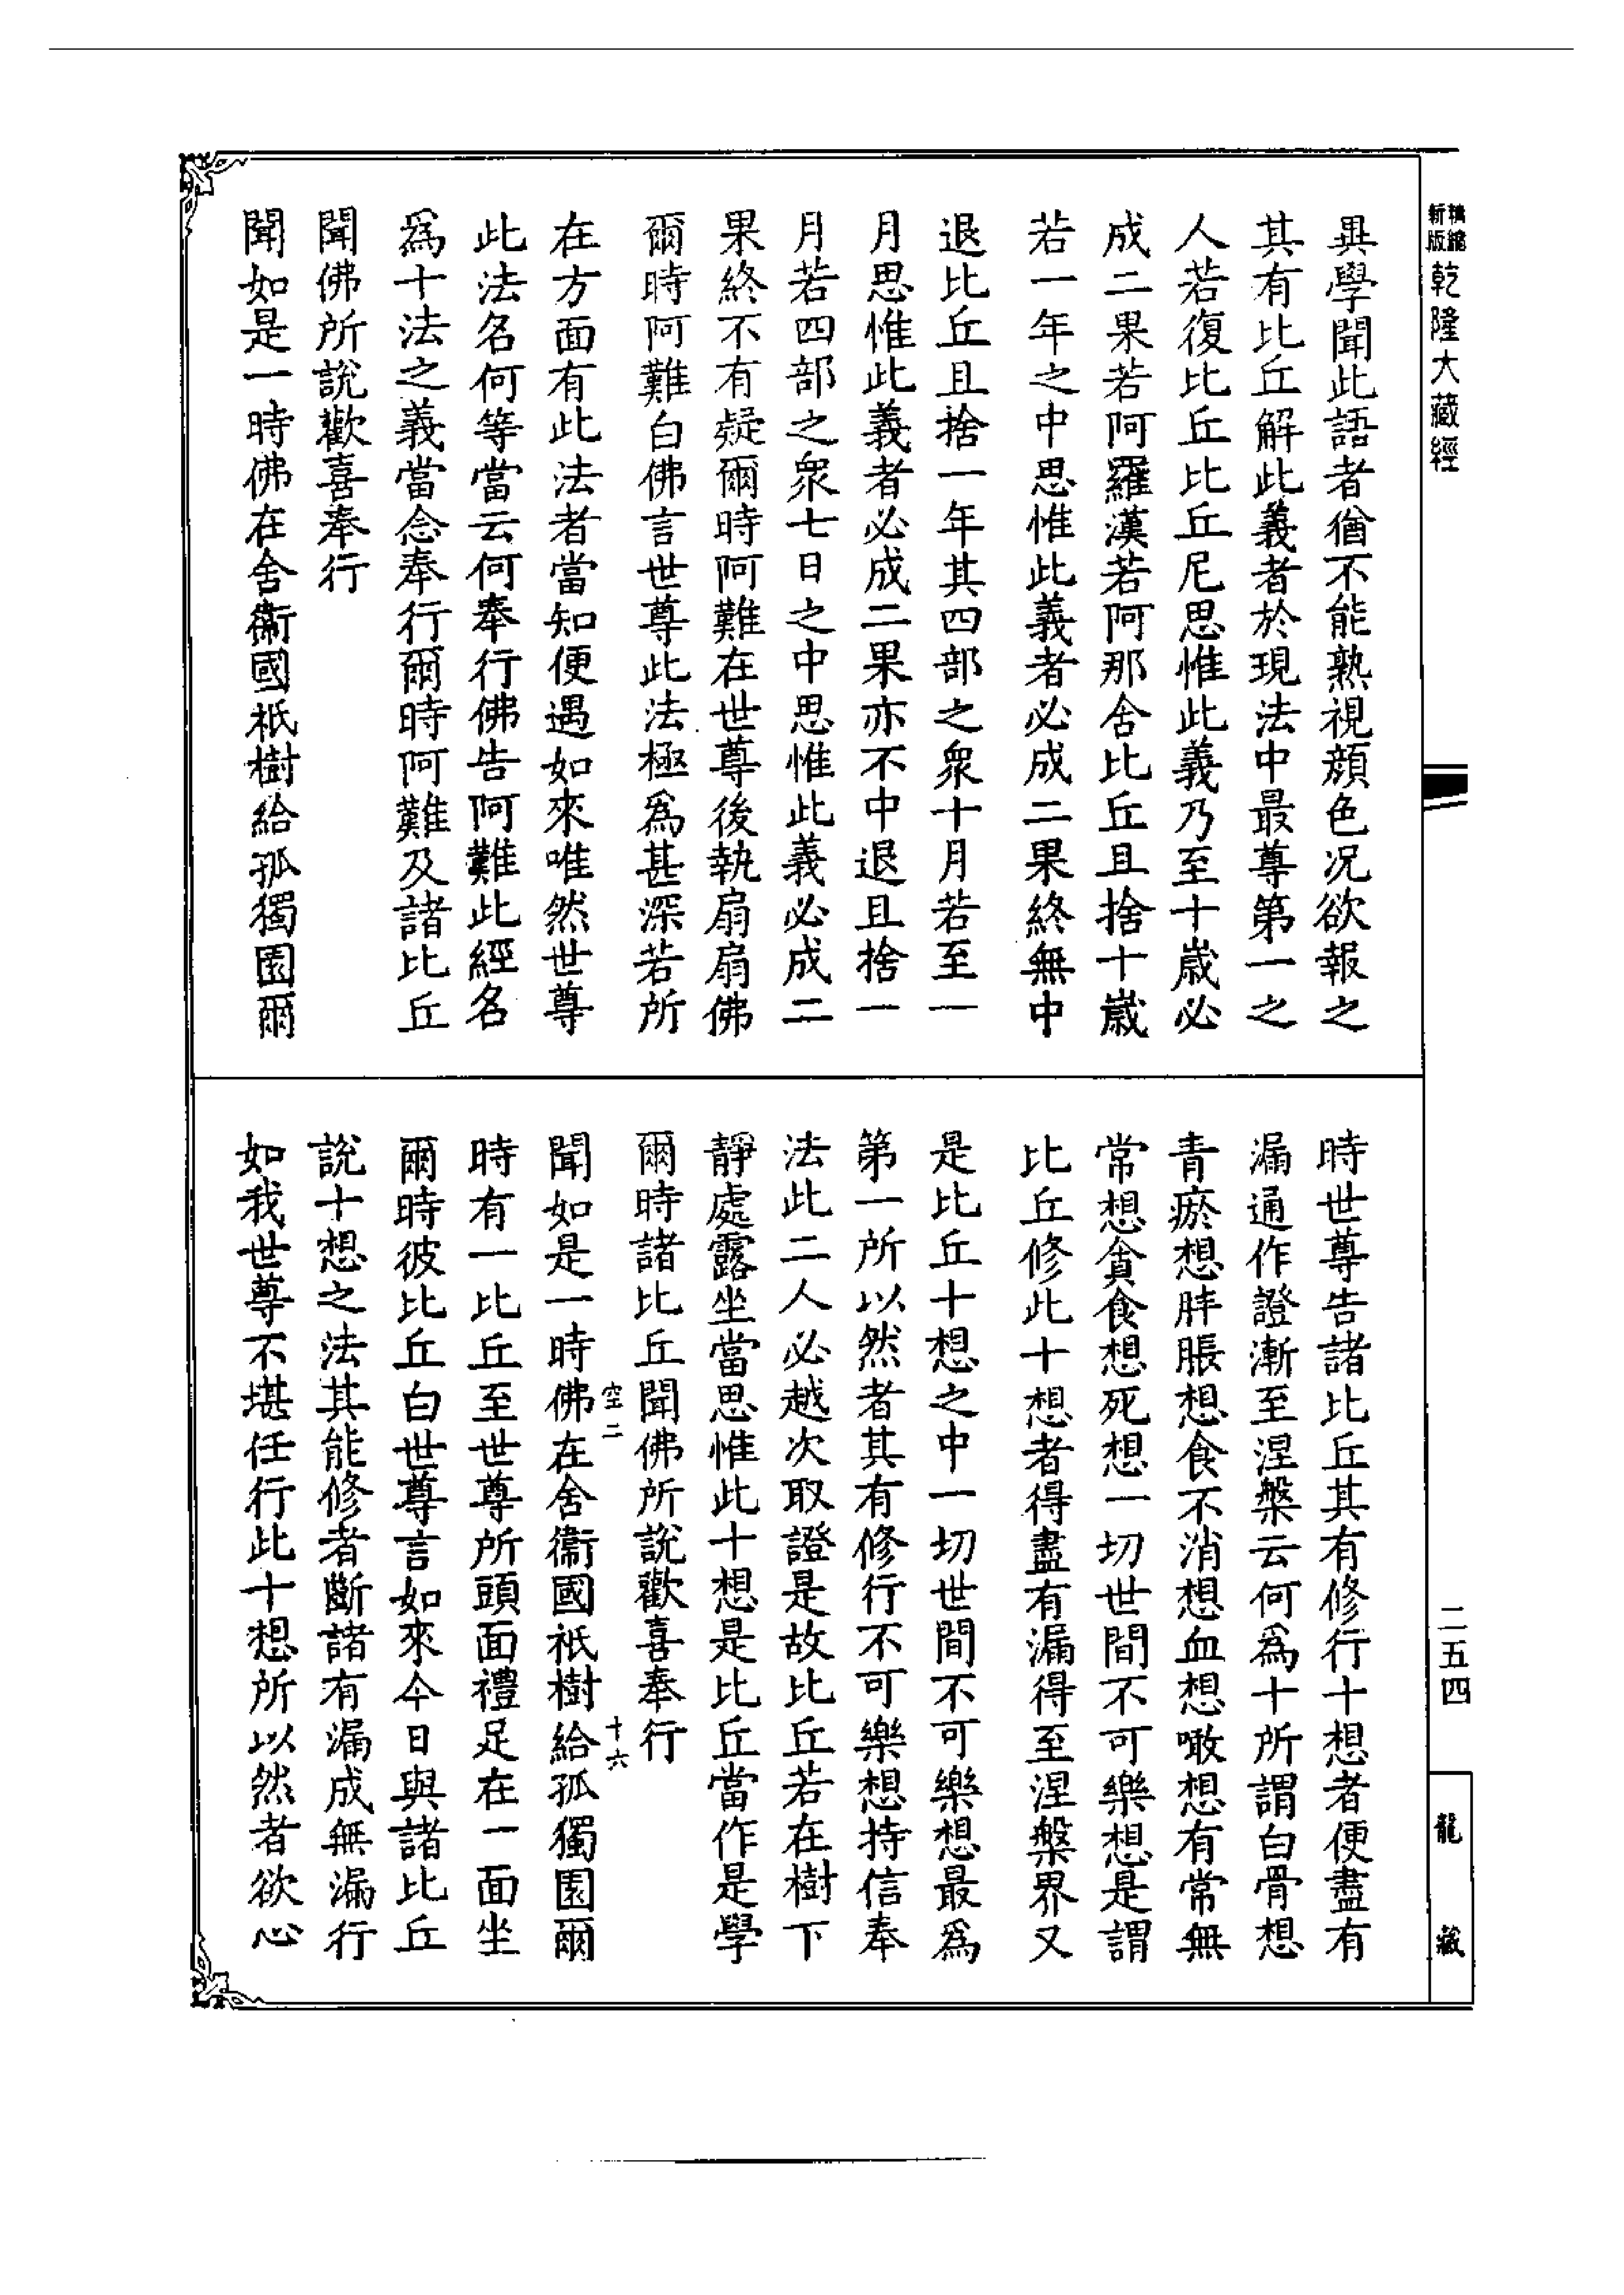 新版精縮乾隆大藏經
異學聞此語者猶不能熟視顔色况欲報之
其有比丘解此義者於現法中最尊第一之
人若復比丘比丘尼思惟此義乃至十歲必
成二果若阿羅漢若阿那含比丘且捨十歲
若一年之中思惟此義者必成二果終無中
退比丘且捨一年其四部之衆十月若至一
月思惟此義者必成二果亦不中退且捨一
月若四部之衆七日之中思惟此義必成二
果終不有疑爾時阿難在世尊後執扇扇佛
爾時阿難白佛言世尊此法極爲甚深若所
在方面有此法者當知便遇如來唯然世尊
此法名何等當云何奉行佛告阿難此經名
爲十法之義當念奉行爾時阿難及諸比丘
聞佛所說歡喜奉行
聞如是一時佛在舍衞國祇樹給孤獨園爾
時世尊告諸比丘其有修行十想者便盡有
漏通作證漸至涅槃云何爲十所謂白骨想
青瘀想胮脹想食不消想血想噉想有常無
常想貪食想死想一切世間不可樂想是謂
比丘修此十想者得盡有漏得至涅槃界又
是比丘十想之中一切世間不可樂想最爲
第一所以然者其有修行不可樂想持信奉
法此二人必越次取證是故比丘若在樹下
靜處露坐當思惟此十想是比丘當作是學
爾時諸比丘聞佛所說歡喜奉行
空二
十六
聞如是一時佛在舍衞國祇樹給孤獨園爾
時有一比丘至世尊所頭面禮足在一面坐
爾時彼比丘白世尊言如來今日與諸比丘
說十想之法其能修者斷諸有漏成無漏行
如我世尊不堪任行此十想所以然者欲心
二五四
龍藏